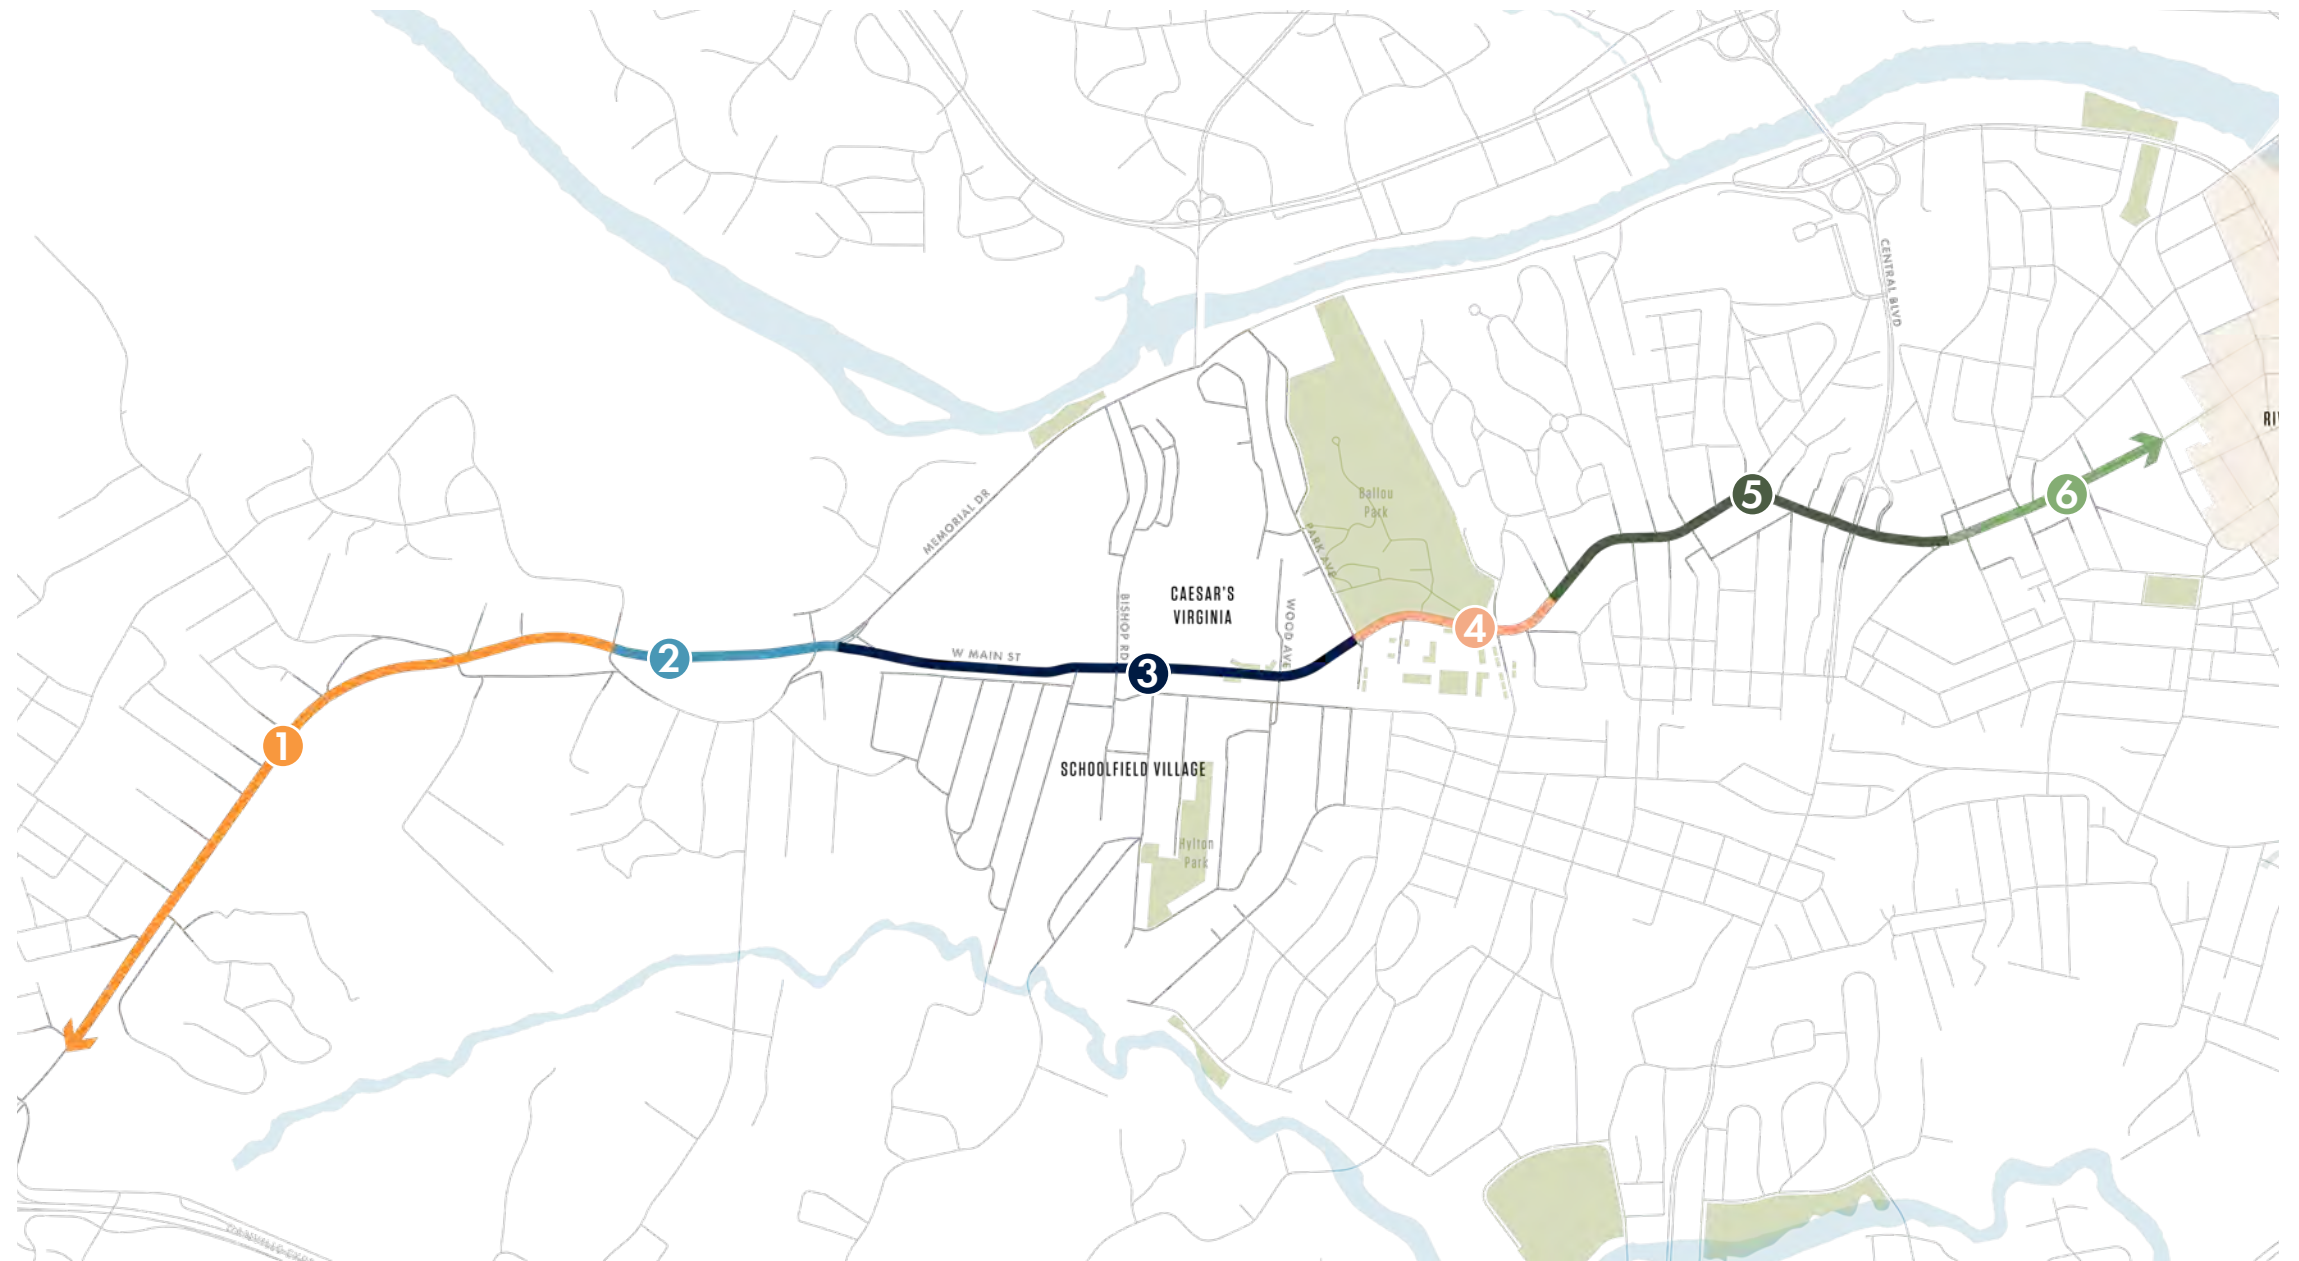 CENTRAL BLVD
RI
MEMORIAL DR
Ballou
Park
PARK AVE
5
6
CAESAR'S
VIRGINIA
BISHOP RD
WOOD AVE
4
W MAIN ST
2
3
1
SCHOOLFIELD VILLAGE
Hylton
Park